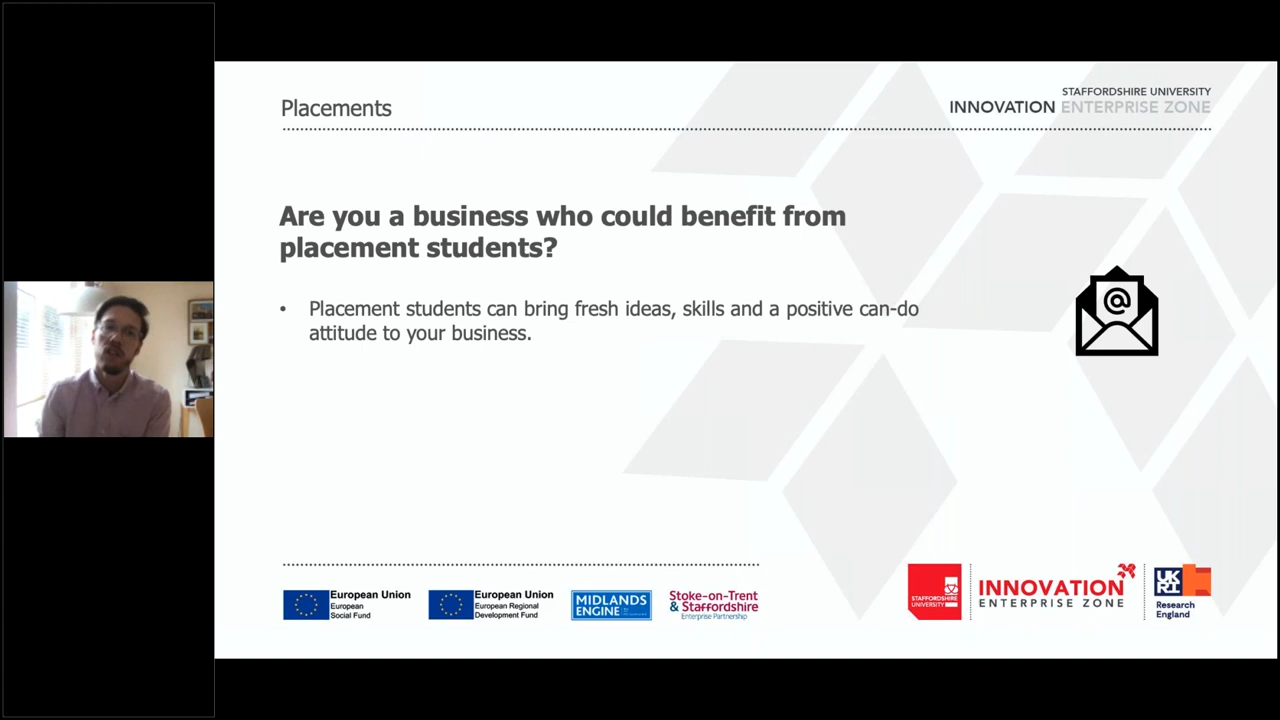 Placements
STAFFORDSHIRE UNIVERSITY
INNOVATION ENTERPRISE ZONE
Are you a business who could benefit from
placement students?
• Placement students can bring fresh ideas, skills and a positive can-do
attitude to your business.
@
European Union
European
Social Fund
European Union
European Regional
Development Fund
MIDLANDS
ENGINE
Stoke-on-Trent
& Staffordshire
Enterprise Partnership
STAFFORDSHIRE
UNIVERSITY
INNOVATION
ENTERPRISE ZONE
UK
RI
Research
England